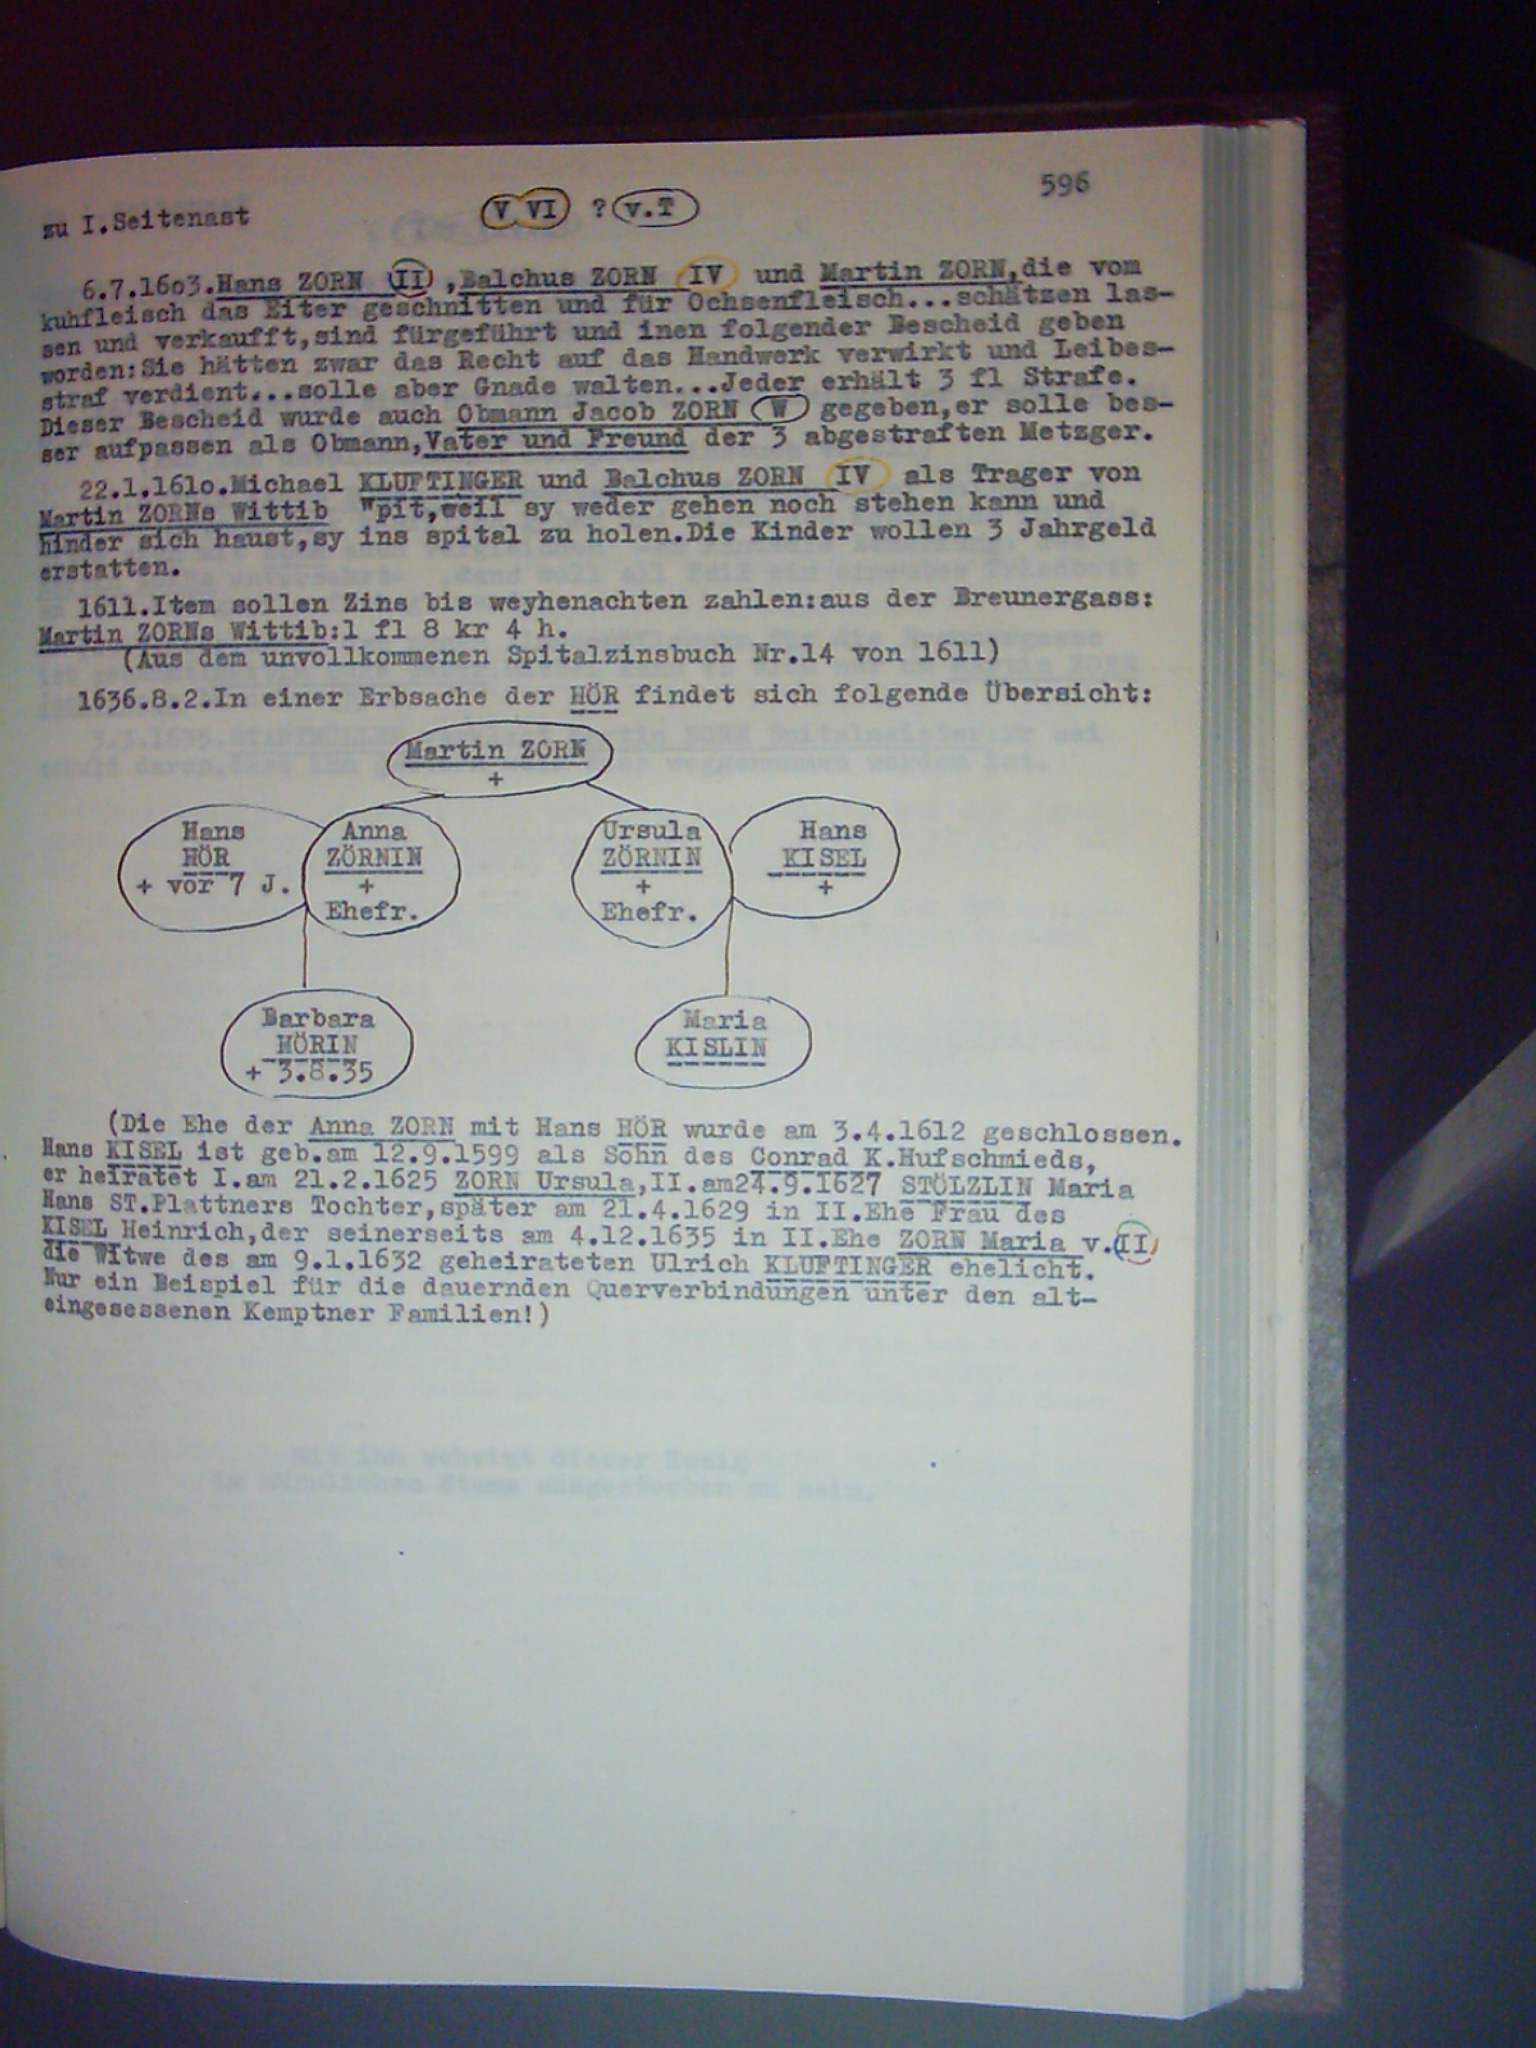 596
zu I.Seitenast V VI ? v.T
6.7.16o3.Hans ZORN II ,Balchus ZORN IV und Martin ZORN,die vom
kuhfleisch das Eiter geschnitten und für Ochsenfleisch...schätzen las-
sen und verkaufft,sind fürgeführt und inen folgender Bescheid geben
worden:Sie hätten zwar das Recht auf das Handwerk verwirkt und Leibes-
straf verdient...solle aber Gnade walten...Jeder erhält 3 fl Strafe.
Dieser Bescheid wurde auch Obmann Jacob ZORN W gegeben,er solle bes-
ser aufpassen als Obmann,Vater und Freund der 3 abgestraften Metzger.
22.1.161o.Michael KLUFTINGER und Balchus ZORN IV als Trager von
Martin ZORNs Wittib "pit,weil sy weder gehen noch stehen kann und
hinder sich haust,sy ins spital zu holen.Die Kinder wollen 3 Jahrgeld
erstatten.
1611.Item sollen Zins bis weyhenachten zahlen:aus der Breunergass:
Martin ZORNs Wittib:1 fl 8 kr 4 h.
(Aus dem unvollkommenen Spitalzinsbuch Nr.14 von 1611)
1636.8.2.In einer Erbsache der HÖR findet sich folgende Übersicht:
Martin ZORN
+
Hans
HÖR
+ vor 7 J.
Anna
ZÖRNIN
+
Ehefr.
Ursula
ZÖRNIN
+
Ehefr.
Hans
KISEL
+
Barbara
HÖRIN
+ 3.8.35
Maria
KISLIN
(Die Ehe der Anna ZORN mit Hans HÖR wurde am 3.4.1612 geschlossen.
Hans KISEL ist geb.am 12.9.1599 als Sohn des Conrad K.Hufschmieds,
er heiratet I.am 21.2.1625 ZORN Ursula,II.am24.9.1627 STÖLZLIN Maria
Hans ST.Plattners Tochter,später am 21.4.1629 in II.Ehe Frau des
KISEL Heinrich,der seinerseits am 4.12.1635 in II.Ehe ZORN Maria v.II
die Witwe des am 9.1.1632 geheirateten Ulrich KLUFTINGER ehelicht.
Nur ein Beispiel für die dauernden Querverbindungen unter den alt-
eingesessenen Kemptner Familien!)